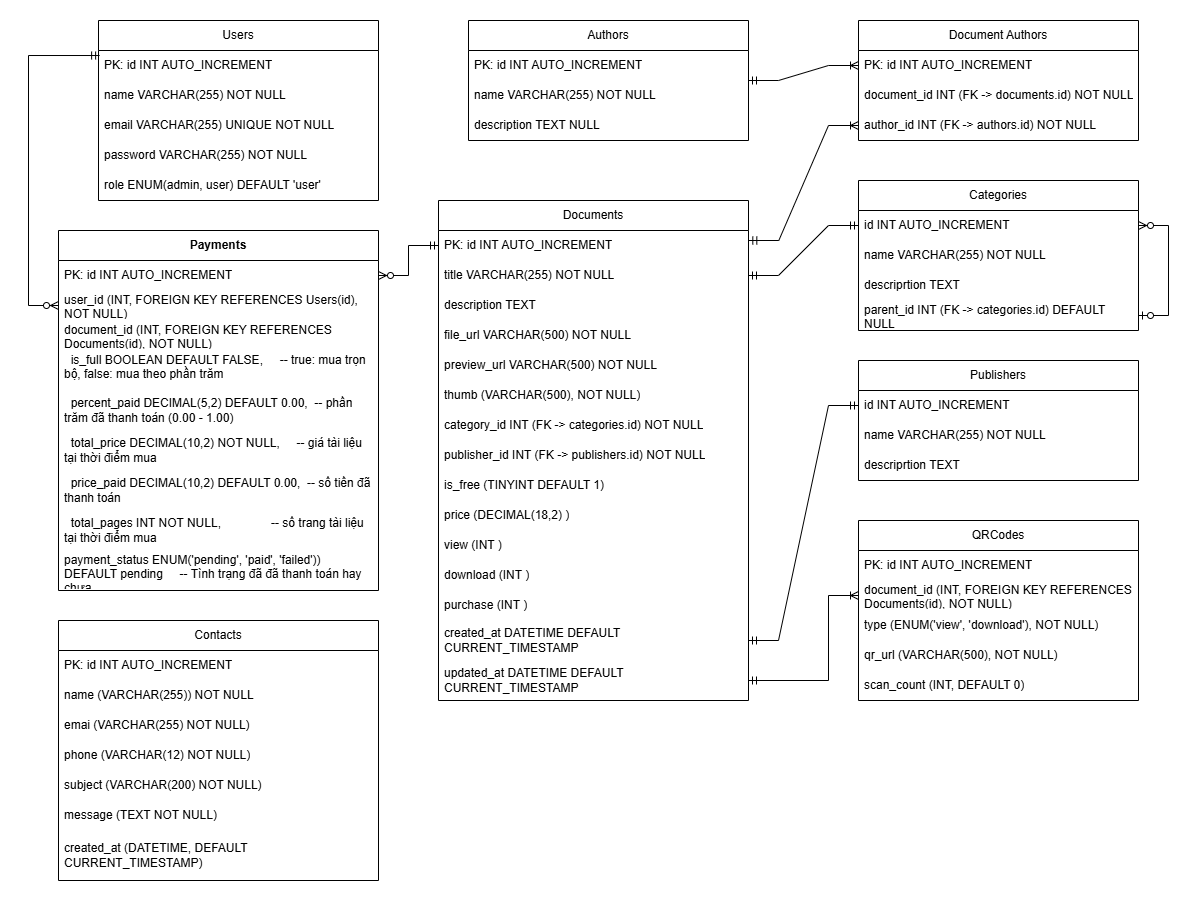 Users
PK: id INT AUTO_INCREMENT
name VARCHAR(255) NOT NULL
email VARCHAR(255) UNIQUE NOT NULL
password VARCHAR(255) NOT NULL
role ENUM(admin, user) DEFAULT 'user'
Payments
PK: id INT AUTO_INCREMENT
user_id (INT, FOREIGN KEY REFERENCES Users(id),
NOT NULL)
document_id (INT, FOREIGN KEY REFERENCES
Documents(id), NOT NULL)
is_full BOOLEAN DEFAULT FALSE, -- true: mua trọn
bộ, false: mua theo phần trăm
percent_paid DECIMAL(5,2) DEFAULT 0.00, -- phần
trăm đã thanh toán (0.00 - 1.00)
total_price DECIMAL(10,2) NOT NULL, -- giá tài liệu
tại thời điểm mua
price_paid DECIMAL(10,2) DEFAULT 0.00, -- số tiền đã
thanh toán
total_pages INT NOT NULL, -- số trang tài liệu
tại thời điểm mua
payment_status ENUM('pending', 'paid', 'failed'))
DEFAULT pending -- Tình trạng đã đã thanh toán hay
chưa
Contacts
PK: id INT AUTO_INCREMENT
name (VARCHAR(255)) NOT NULL
emai (VARCHAR(255) NOT NULL)
phone (VARCHAR(12) NOT NULL)
subject (VARCHAR(200) NOT NULL)
message (TEXT NOT NULL)
created_at (DATETIME, DEFAULT
CURRENT_TIMESTAMP)
Authors
PK: id INT AUTO_INCREMENT
name VARCHAR(255) NOT NULL
description TEXT NULL
Documents
PK: id INT AUTO_INCREMENT
title VARCHAR(255) NOT NULL
description TEXT
file_url VARCHAR(500) NOT NULL
preview_url VARCHAR(500) NOT NULL
thumb (VARCHAR(500), NOT NULL)
category_id INT (FK -> categories.id) NOT NULL
publisher_id INT (FK -> publishers.id) NOT NULL
is_free (TINYINT DEFAULT 1)
price (DECIMAL(18,2) )
view (INT )
download (INT )
purchase (INT )
created_at DATETIME DEFAULT
CURRENT_TIMESTAMP
updated_at DATETIME DEFAULT
CURRENT_TIMESTAMP
Document Authors
PK: id INT AUTO_INCREMENT
document_id INT (FK -> documents.id) NOT NULL
author_id INT (FK -> authors.id) NOT NULL
Categories
id INT AUTO_INCREMENT
name VARCHAR(255) NOT NULL
descriprtion TEXT
parent_id INT (FK -> categories.id) DEFAULT
NULL
Publishers
id INT AUTO_INCREMENT
name VARCHAR(255) NOT NULL
descriprtion TEXT
QRCodes
PK: id INT AUTO_INCREMENT
document_id (INT, FOREIGN KEY REFERENCES
Documents(id), NOT NULL)
type (ENUM('view', 'download'), NOT NULL)
qr_url (VARCHAR(500), NOT NULL)
scan_count (INT, DEFAULT 0)